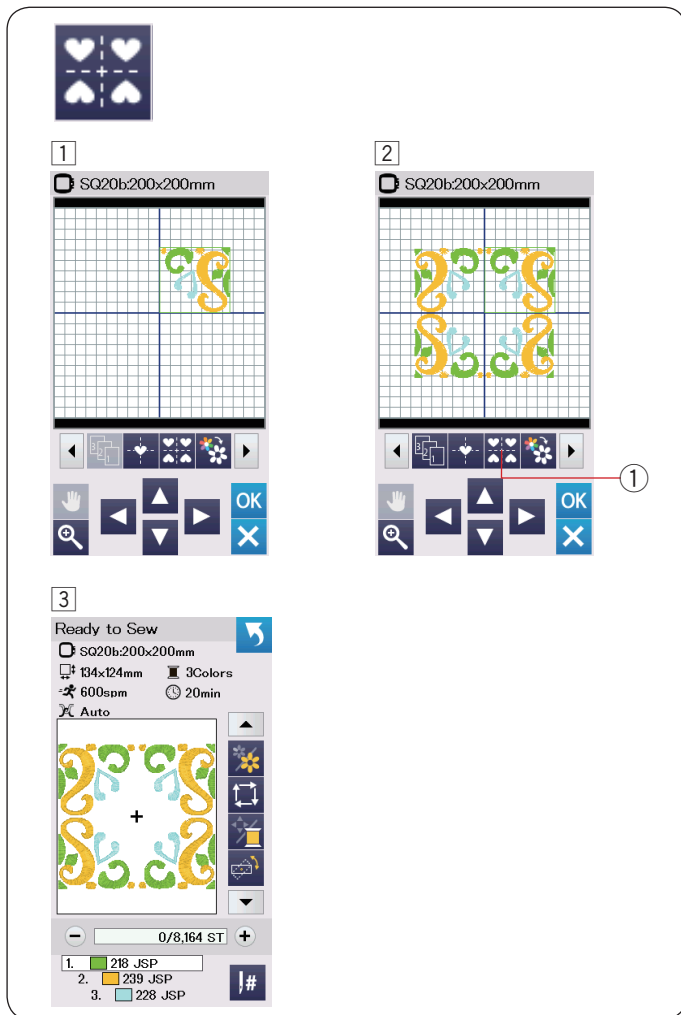 1
SQ20b:200x200mm
OK
2
SQ20b:200x200mm
OK
①
3
Ready to Sew
SQ20b:200x200mm
134x124mm 3Colors
600spm 20min
Auto
0/8,164 ST
1. 218 JSP
2. 239 JSP
3. 228 JSP
#